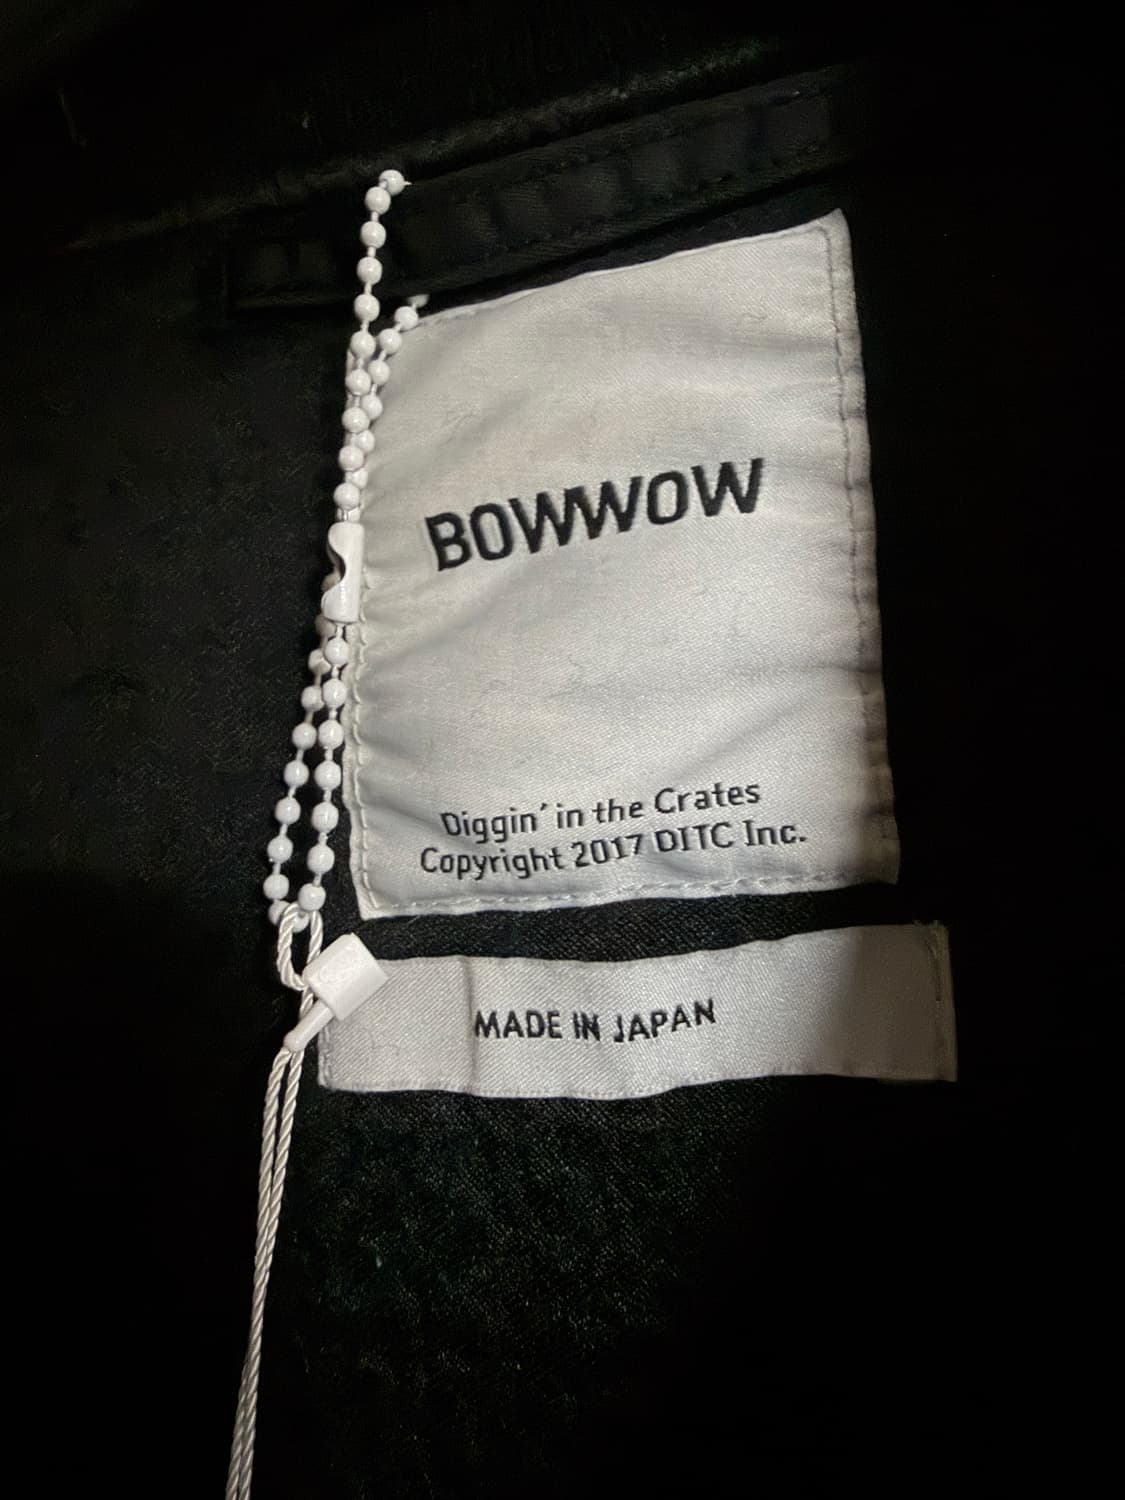 BOWWOW
Diggin' in the Crates
Copyright 2017 DITC Inc.
MADE IN JAPAN